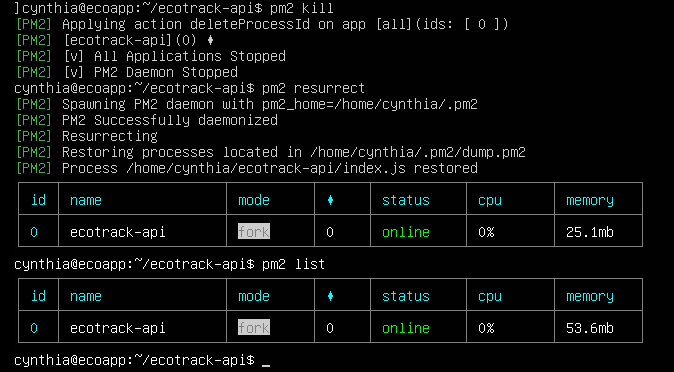 ]cynthia@ecoapp:~/ecotrack-api$ pm2 kill
[PM2] Applying action deleteProcessId on app [all](ids: [ 0 ])
[PM2] [ecotrack-api](0) ♦
[PM2] [v] All Applications Stopped
[PM2] [v] PM2 Daemon Stopped
cynthia@ecoapp:~/ecotrack-api$ pm2 resurrect
[PM2] Spawning PM2 daemon with pm2_home=/home/cynthia/.pm2
[PM2] PM2 Successfully daemonized
[PM2] Resurrecting
[PM2] Restoring processes located in /home/cynthia/.pm2/dump.pm2
[PM2] Process /home/cynthia/ecotrack-api/index.js restored
id name mode ♦ status cpu memory
0 ecotrack-api fork 0 online 0% 25.1mb
cynthia@ecoapp:~/ecotrack-api$ pm2 list
id name mode ♦ status cpu memory
0 ecotrack-api fork 0 online 0% 53.6mb
cynthia@ecoapp:~/ecotrack-api$ _